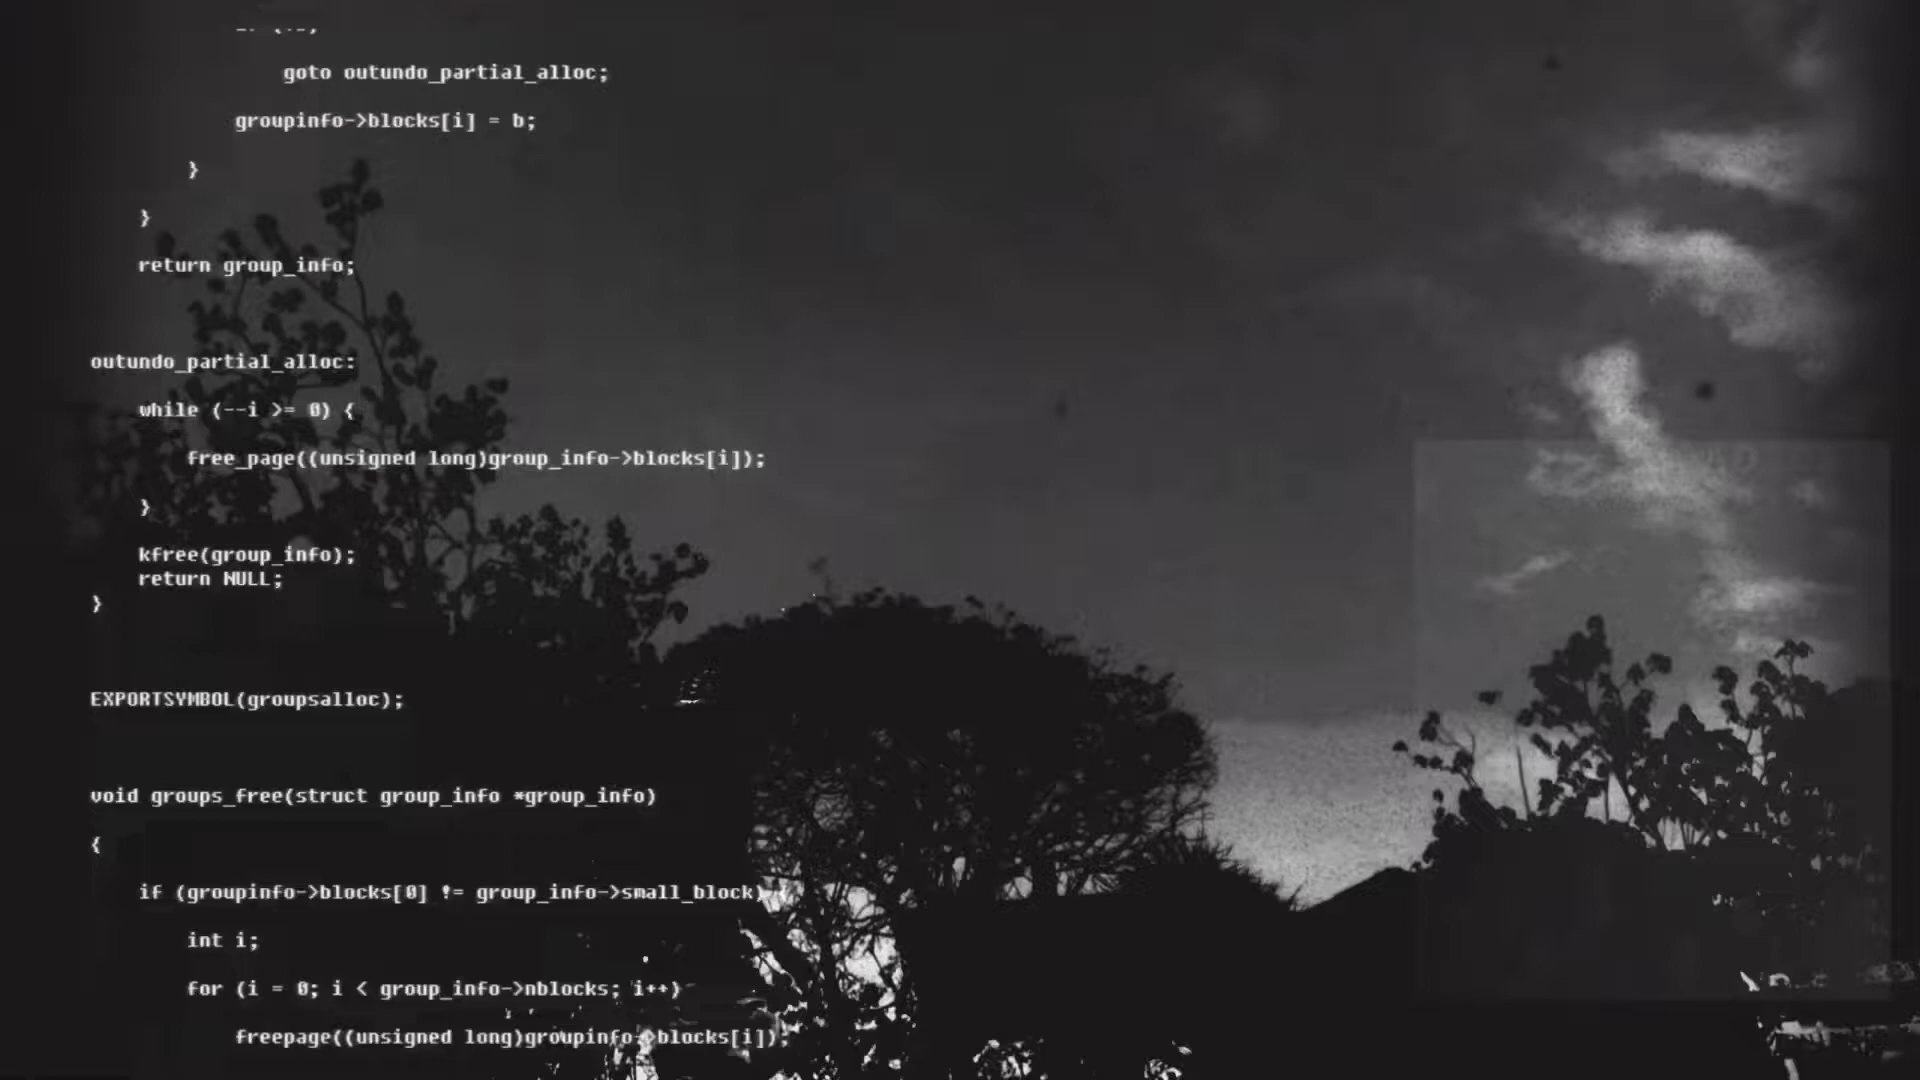 goto outundo_partial_alloc;
groupinfo->blocks[i] = b;
}
}
return group_info;
outundo_partial_alloc:
while (--i >= 0) {
free_page((unsigned long)group_info->blocks[i]);
}
kfree(group_info);
return NULL;
}
EXPORTSYMBOL(groupsalloc);
void groups_free(struct group_info *group_info)
{
if (groupinfo->blocks[0] != group_info->small_block) {
int i;
for (i = 0; i < group_info->nblocks; i++)
freepage((unsigned long)groupinfo->blocks[i]);